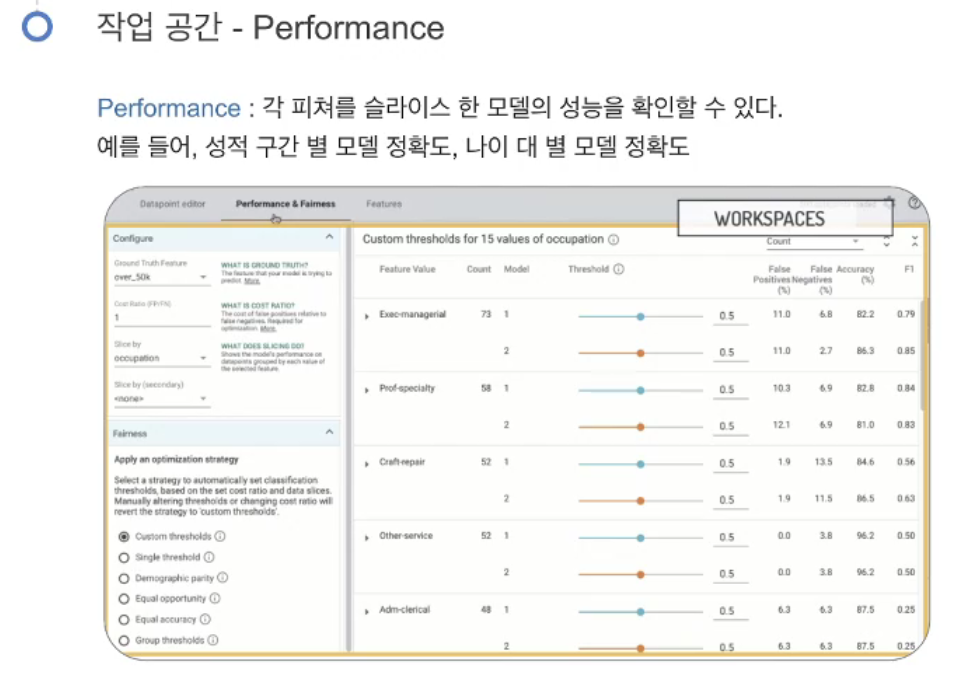 작업 공간 - Performance
Performance : 각 피쳐를 슬라이스 한 모델의 성능을 확인할 수 있다.
예를 들어, 성적 구간 별 모델 정확도, 나이 대 별 모델 정확도
Datapoint editor
Performance & Fairness
Features
WORKSPACES
Configure
Ground Truth Feature
over_50k
WHAT IS GROUND TRUTH?
The feature that your model is trying to
predict. More.
Cost Ratio (FP/FN)
1
WHAT IS COST RATIO?
The cost of false positives relative to
false negatives. Required for
optimization. More.
Slice by
occupation
WHAT DOES SLICING DO?
Shows the model's performance on
datapoints grouped by each value of
the selected feature.
Slice by (secondary)
<none>
Fairness
Apply an optimization strategy
Select a strategy to automatically set classification
thresholds, based on the set cost ratio and data slices.
Manually altering thresholds or changing cost ratio will
revert the strategy to 'custom thresholds'.
Custom thresholds
Single threshold
Demographic parity
Equal opportunity
Equal accuracy
Group thresholds
Custom thresholds for 15 values of occupation
Count
Feature Value Count Model Threshold False Positives (%) False Negatives (%) Accuracy (%) F1
Exec-managerial 73 1 0.5 11.0 6.8 82.2 0.79
2 0.5 11.0 2.7 86.3 0.85
Prof-specialty 58 1 0.5 10.3 6.9 82.8 0.84
2 0.5 12.1 6.9 81.0 0.83
Craft-repair 52 1 0.5 1.9 13.5 84.6 0.56
2 0.5 1.9 11.5 86.5 0.63
Other-service 52 1 0.5 0.0 3.8 96.2 0.50
2 0.5 0.0 3.8 96.2 0.50
Adm-clerical 48 1 0.5 6.3 6.3 87.5 0.25
2 0.5 6.3 6.3 87.5 0.25